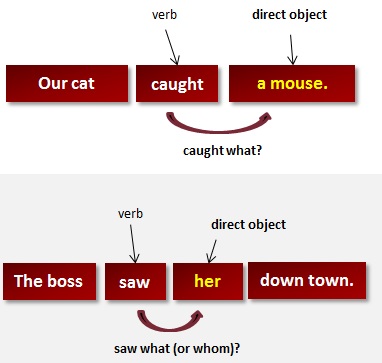 verb direct object
Our cat caught a mouse.
caught what?
verb
direct object
The boss saw her down town.
saw what (or whom)?